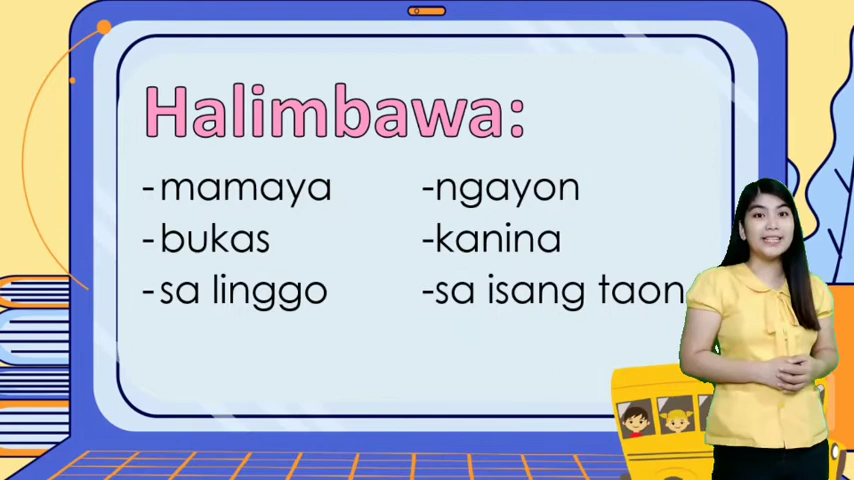 Halimbawa:
-mamaya
-bukas
-sa linggo
-ngayon
-kanina
-sa isang taon